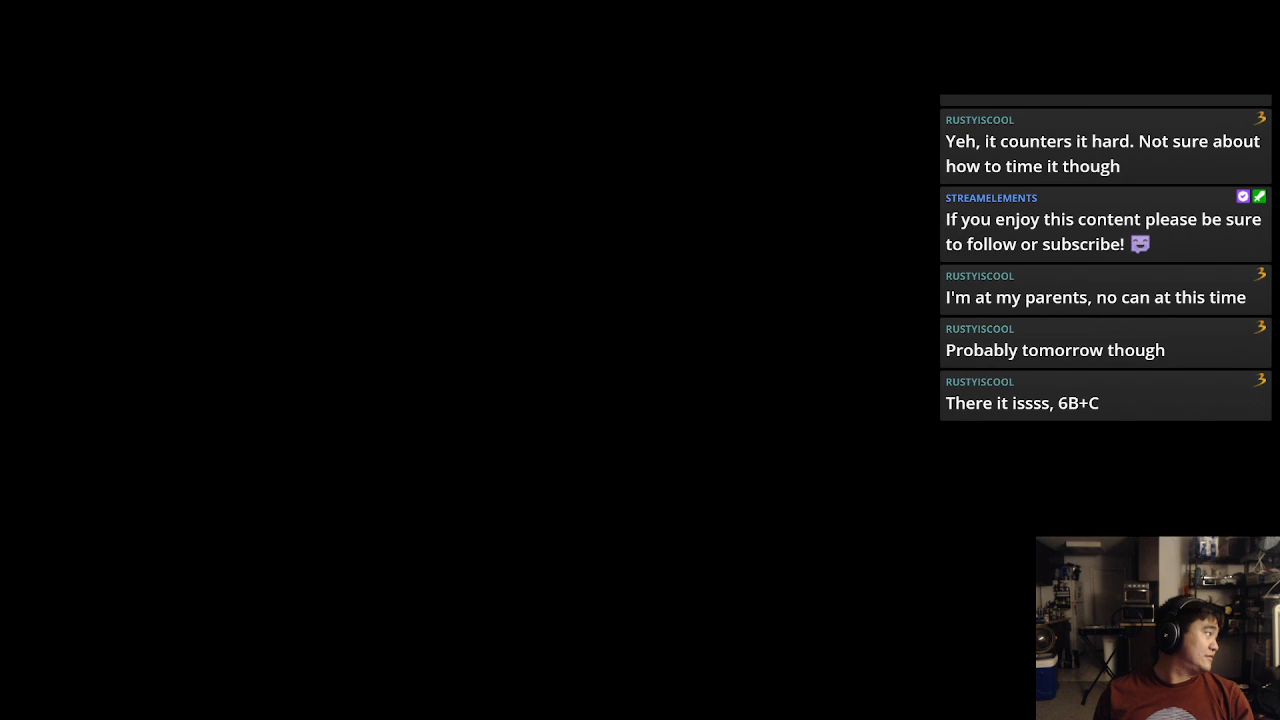 RUSTYISCOOL
Yeh, it counters it hard. Not sure about
how to time it though
STREAMELEMENTS
If you enjoy this content please be sure
to follow or subscribe!
RUSTYISCOOL
I'm at my parents, no can at this time
RUSTYISCOOL
Probably tomorrow though
RUSTYISCOOL
There it issss, 6B+C